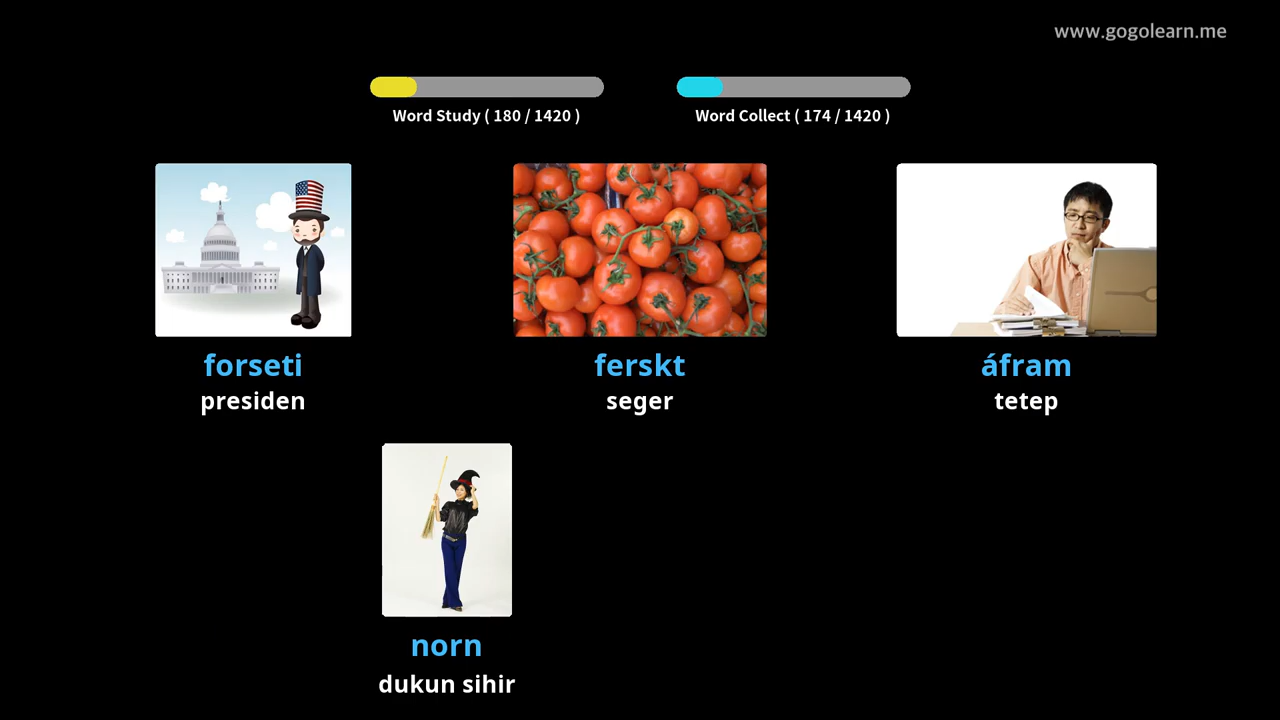 www.gogolearn.me
Word Study ( 180 / 1420 )
Word Collect ( 174 / 1420 )
forseti
presiden
ferskt
seger
áfram
tetep
norn
dukun sihir